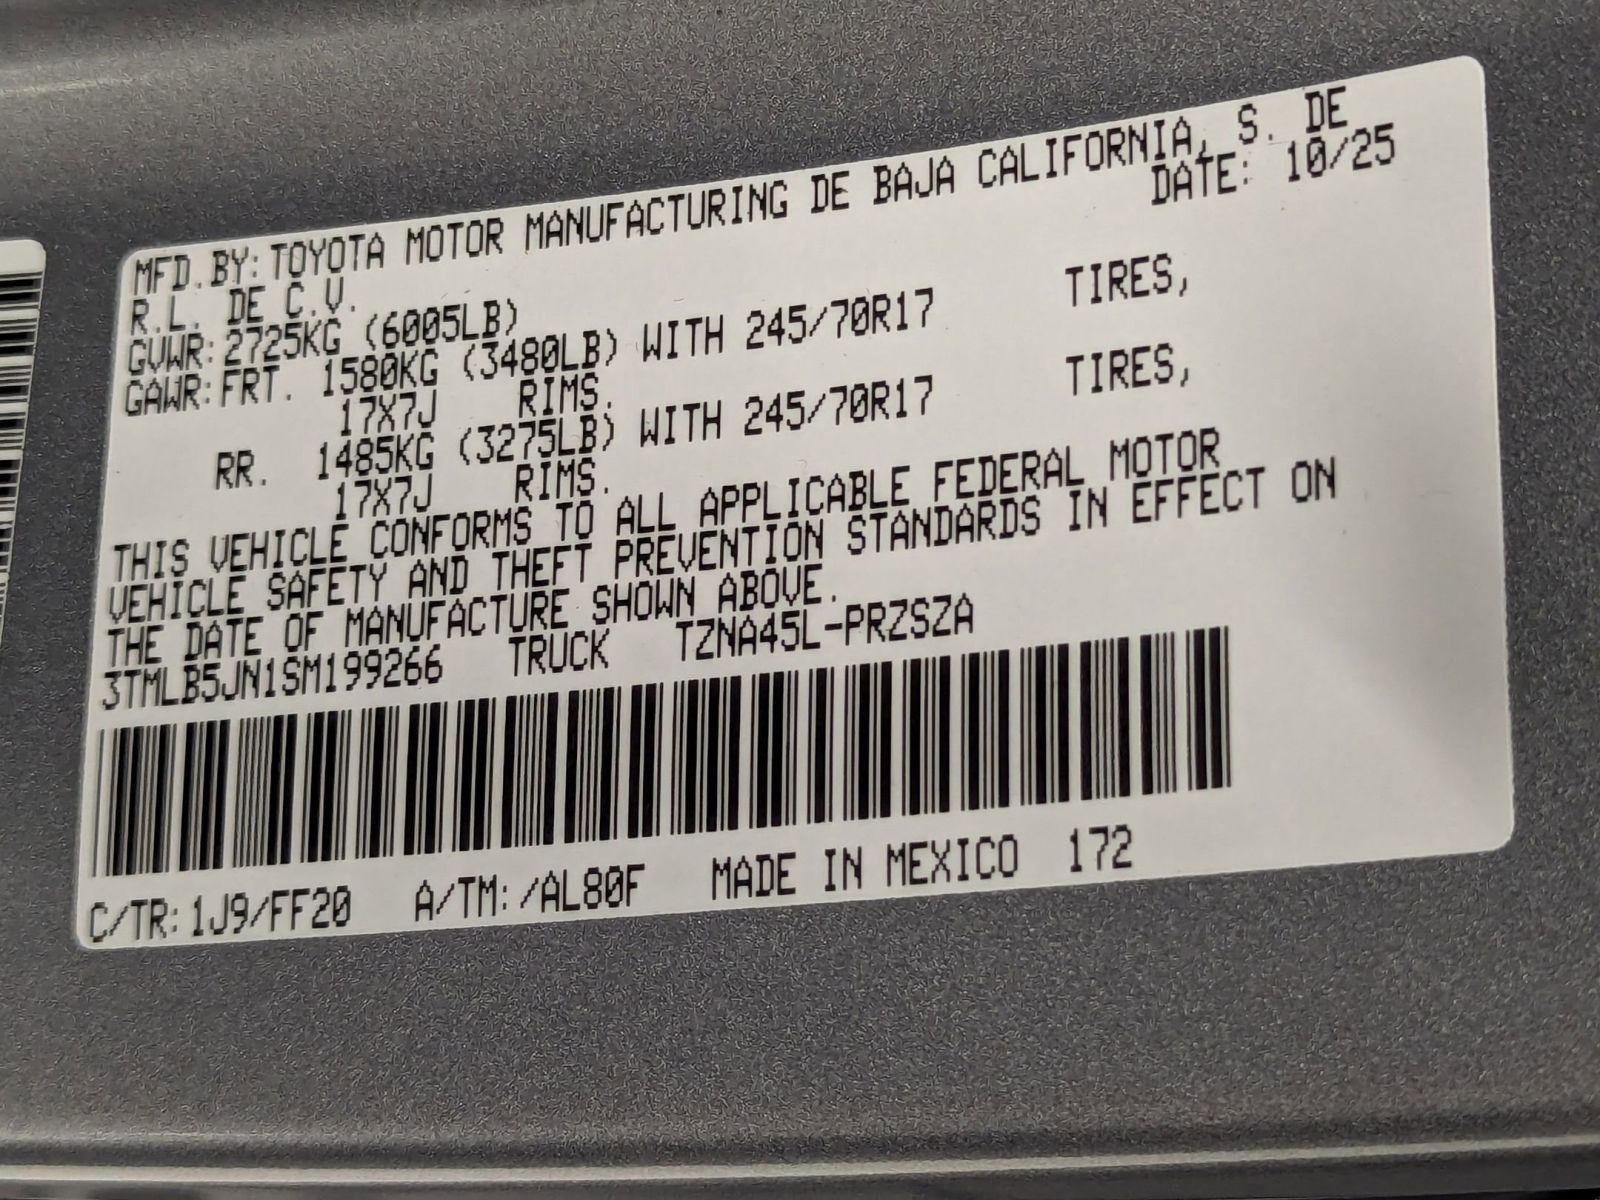 MFD.BY:TOYOTA MOTOR MANUFACTURING DE BAJA CALIFORNIA, S. DE
R.L. DE C.V. DATE: 10/25
GVWR:2725KG (6005LB)
GAWR:FRT. 1580KG (3480LB) WITH 245/70R17 TIRES,
17X7J RIMS.
RR. 1485KG (3275LB) WITH 245/70R17 TIRES,
17X7J RIMS.
THIS VEHICLE CONFORMS TO ALL APPLICABLE FEDERAL MOTOR
VEHICLE SAFETY AND THEFT PREVENTION STANDARDS IN EFFECT ON
THE DATE OF MANUFACTURE SHOWN ABOVE.
3TMLB5JN1SM199266 TRUCK TZNA45L-PRZSZA
C/TR:1J9/FF20 A/TM:/AL80F MADE IN MEXICO 172